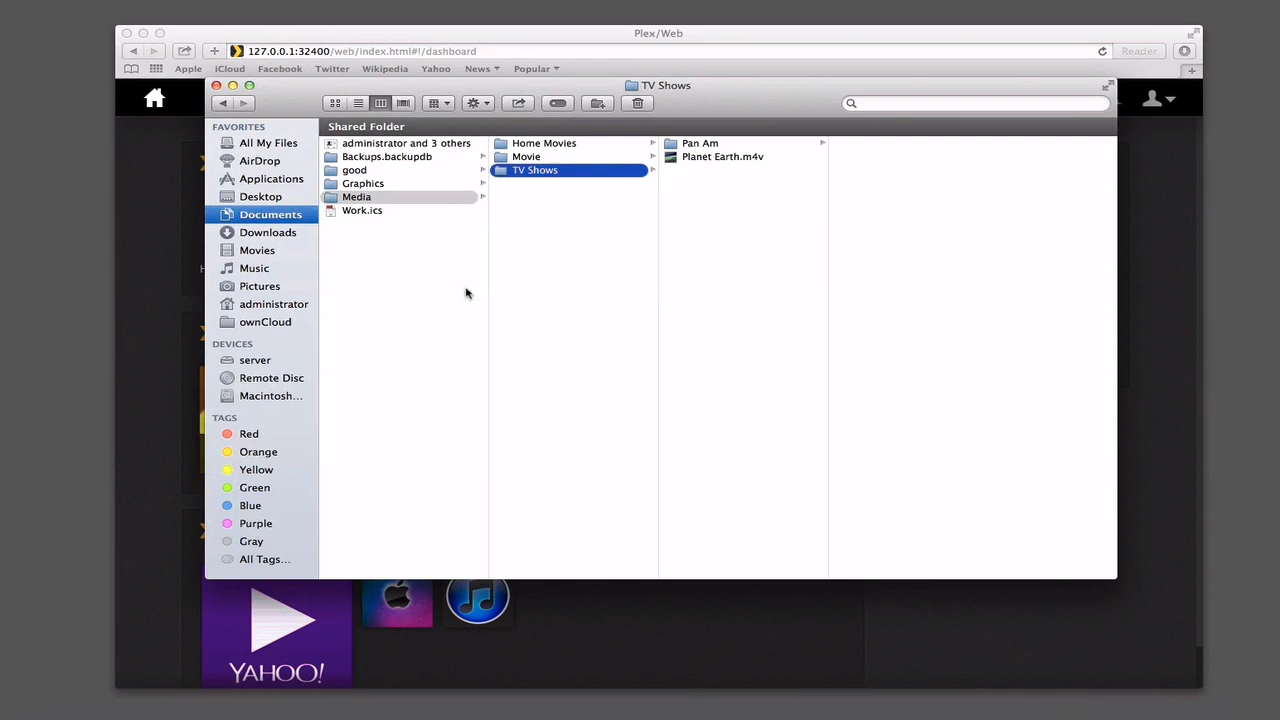 Plex/Web
127.0.0.1:32400/web/index.html#!/dashboard
Reader
Apple iCloud Facebook Twitter Wikipedia Yahoo News Popular
TV Shows
FAVORITES
All My Files
AirDrop
Applications
Desktop
Documents
Downloads
Movies
Music
Pictures
administrator
ownCloud
DEVICES
server
Remote Disc
Macintosh...
TAGS
Red
Orange
Yellow
Green
Blue
Purple
Gray
All Tags...
Shared Folder
administrator and 3 others
Backups.backupdb
good
Graphics
Media
Work.ics
Home Movies
Movie
TV Shows
Pan Am
Planet Earth.m4v
YAHOO!